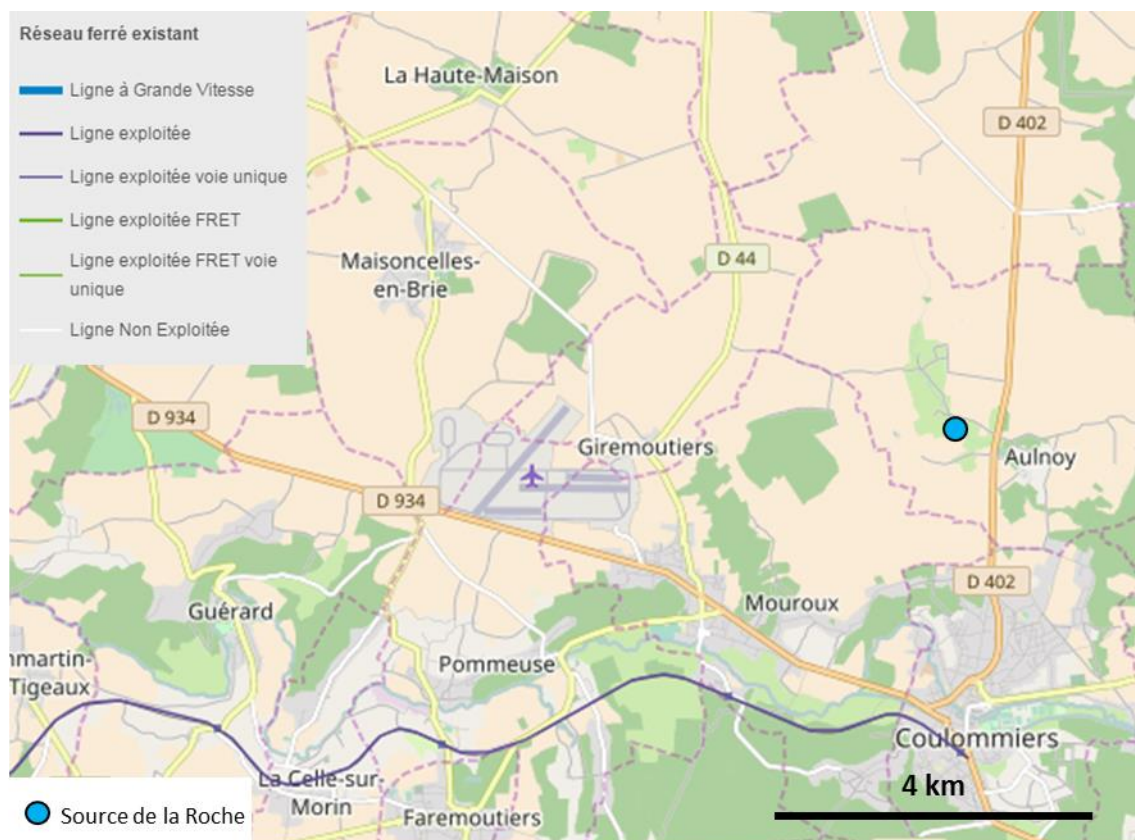 Réseau ferré existant
Ligne à Grande Vitesse
Ligne exploitée
Ligne exploitée voie unique
Ligne exploitée FRET
Ligne exploitée FRET voie
unique
Ligne Non Exploitée
La Haute-Maison
D 402
D 44
Maisoncelles-
en-Brie
D 934
Giremoutiers
Aulnoy
D 934
D 402
Guérard
Mouroux
Pommeuse
nmartin-
Tigeaux
Coulommiers
La Celle-sur-
Morin
4 km
Faremoutiers
Source de la Roche